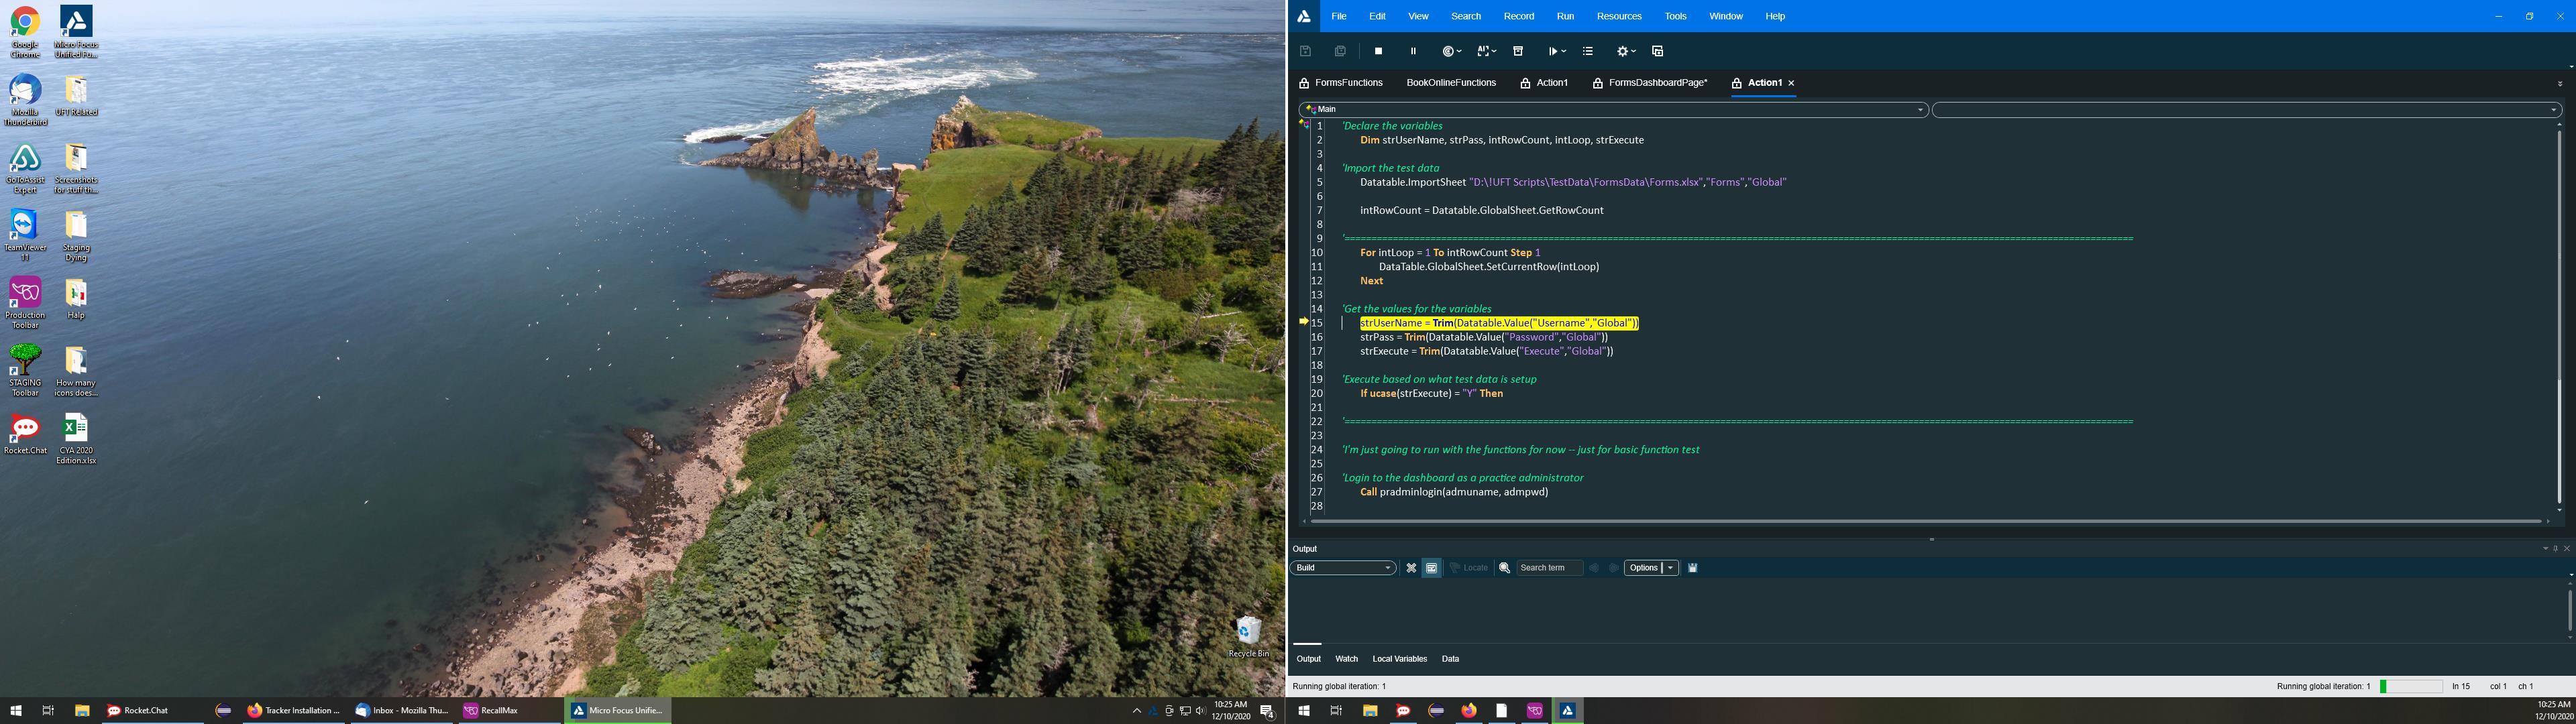 Google
Chrome
Micro Focus
Unified Fu...
Mozilla
Thunderbird
UFT Related
GoToAssist
Expert
Screenshots
for stuff th...
TeamViewer
11
Staging
Dying
Production
Toolbar
Halp
STAGING
Toolbar
How many
icons does...
Rocket.Chat
CYA 2020
Edition.xlsx
Recycle Bin
Rocket.Chat
Tracker Installation ...
Inbox - Mozilla Thu...
RecallMax
Micro Focus Unifie...
10:25 AM
12/10/2020
4
File Edit View Search Record Run Resources Tools Window Help
FormsFunctions BookOnlineFunctions Action1 FormsDashboardPage* Action1
Main
1 'Declare the variables
2 Dim strUserName, strPass, intRowCount, intLoop, strExecute
3
4 'Import the test data
5 Datatable.ImportSheet "D:\!UFT Scripts\TestData\FormsData\Forms.xlsx","Forms","Global"
6
7 intRowCount = Datatable.GlobalSheet.GetRowCount
8
9
10 For intLoop = 1 To intRowCount Step 1
11 DataTable.GlobalSheet.SetCurrentRow(intLoop)
12 Next
13
14 'Get the values for the variables
15 strUserName = Trim(Datatable.Value("Username","Global"))
16 strPass = Trim(Datatable.Value("Password","Global"))
17 strExecute = Trim(Datatable.Value("Execute","Global"))
18
19 'Execute based on what test data is setup
20 If ucase(strExecute) = "Y" Then
21
22
23
24 'I'm just going to run with the functions for now -- just for basic function test
25
26 'Login to the dashboard as a practice administrator
27 Call pradminlogin(admuname, admpwd)
28
Output
Build Locate Search term Options
Output Watch Local Variables Data
Running global iteration: 1 Running global iteration: 1 ln 15 col 1 ch 1
10:25 AM
12/10/2020